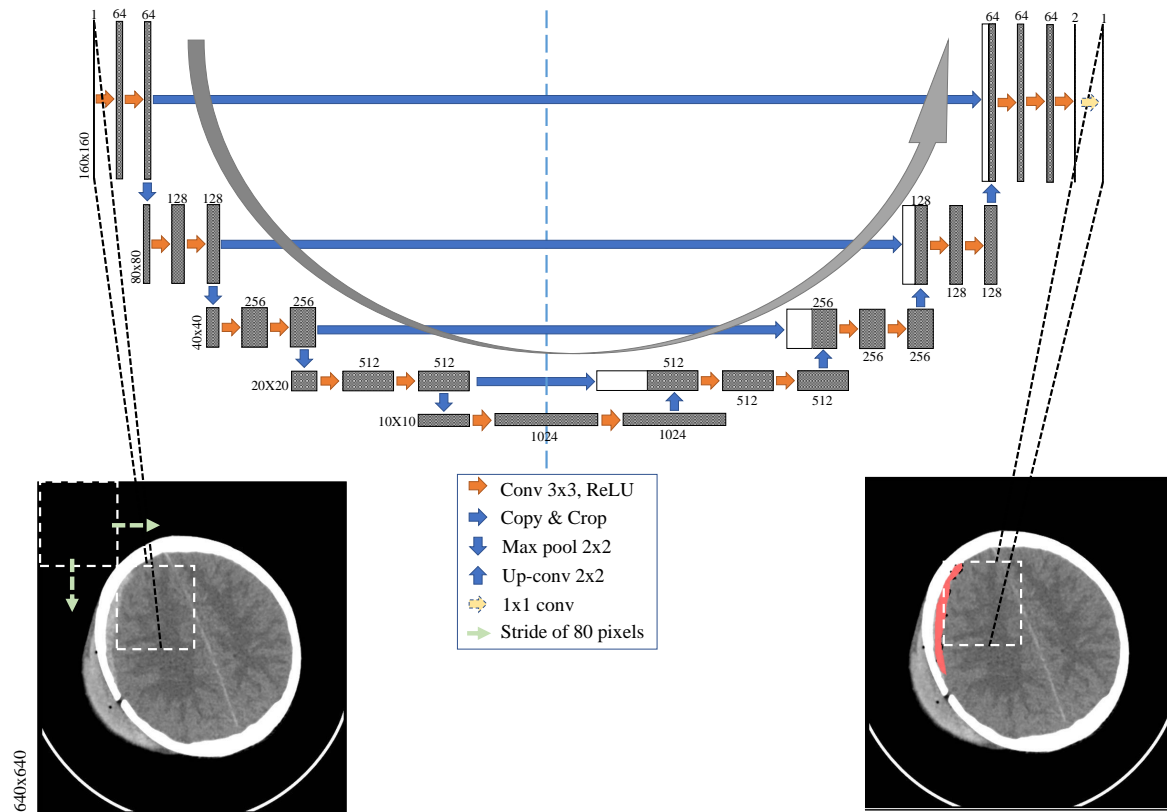 1 64 64
64 64 64 2 1
160x160
128 128
128
80x80
128 128
256 256
256
40x40
256 256
512 512
512
20X20
512 512
10X10
1024 1024
Conv 3x3, ReLU
Copy & Crop
Max pool 2x2
Up-conv 2x2
1x1 conv
Stride of 80 pixels
640x640